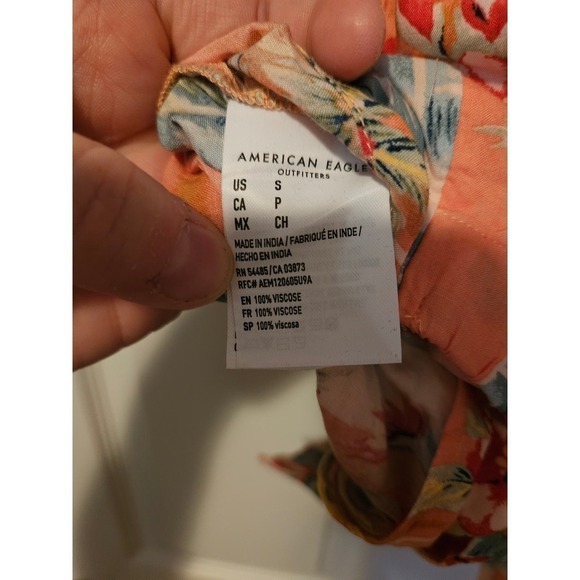 AMERICAN EAGLE
OUTFITTERS
US S
CA P
MX CH
MADE IN INDIA / FABRIQUÉ EN INDE /
HECHO EN INDIA
RN 54485 / CA 03873
RFC# AEM120605U9A
EN 100% VISCOSE
FR 100% VISCOSE
SP 100% viscosa